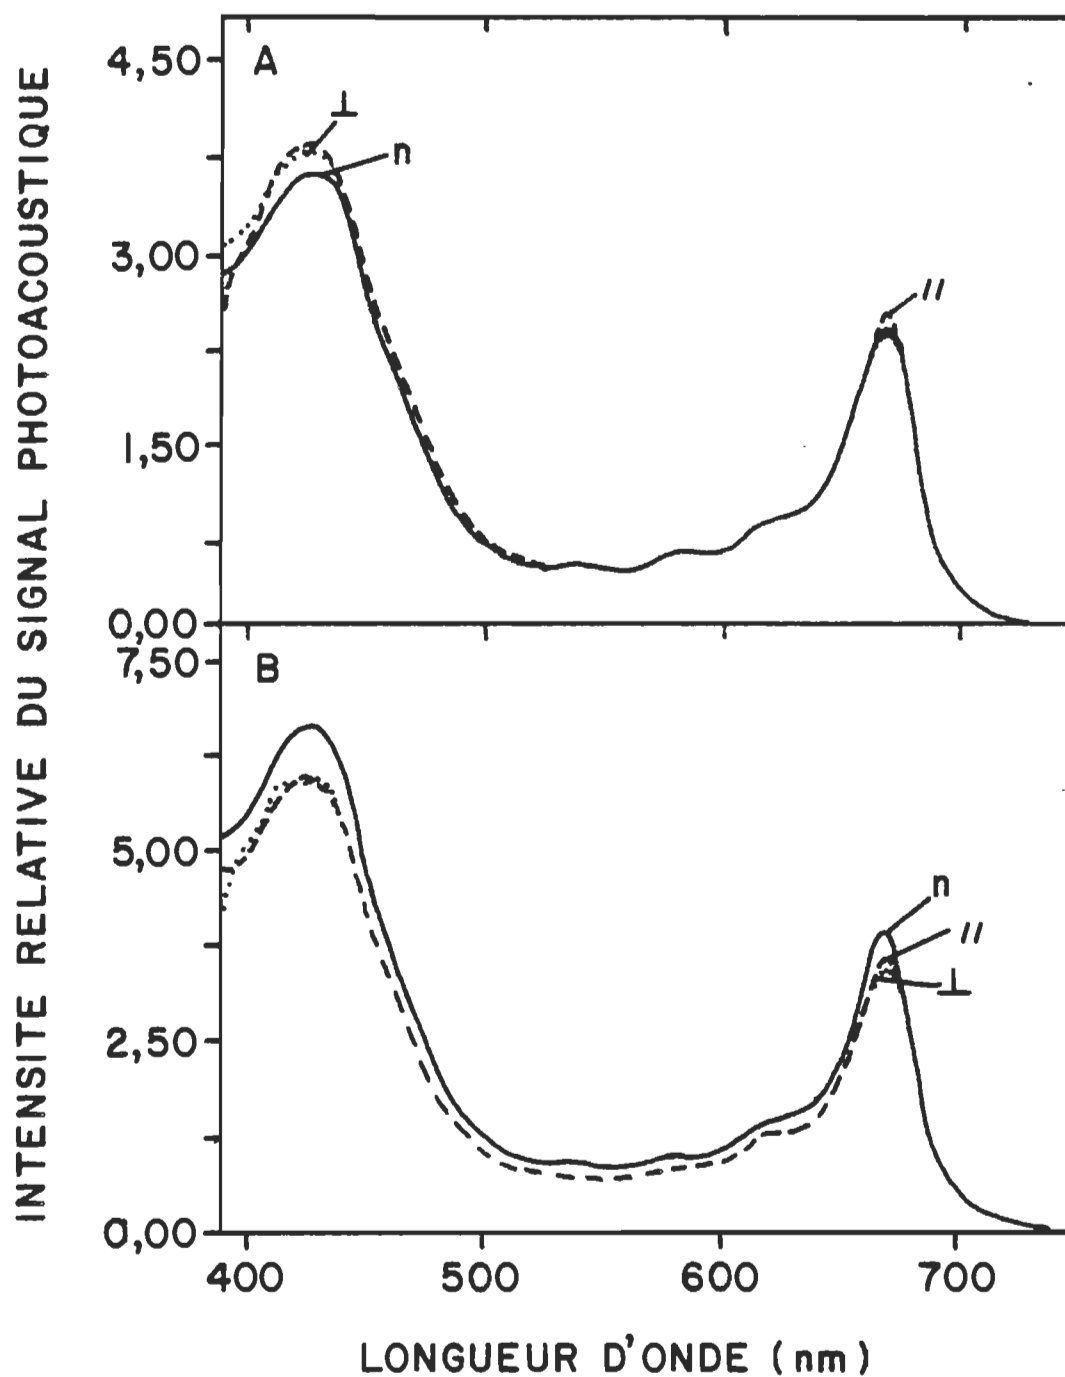 INTENSITE RELATIVE DU SIGNAL PHOTOACOUSTIQUE
A
4,50
3,00
1,50
0,00
⊥
n
//
B
7,50
5,00
2,50
0,00
n
//
⊥
400 500 600 700
LONGUEUR D'ONDE (nm)